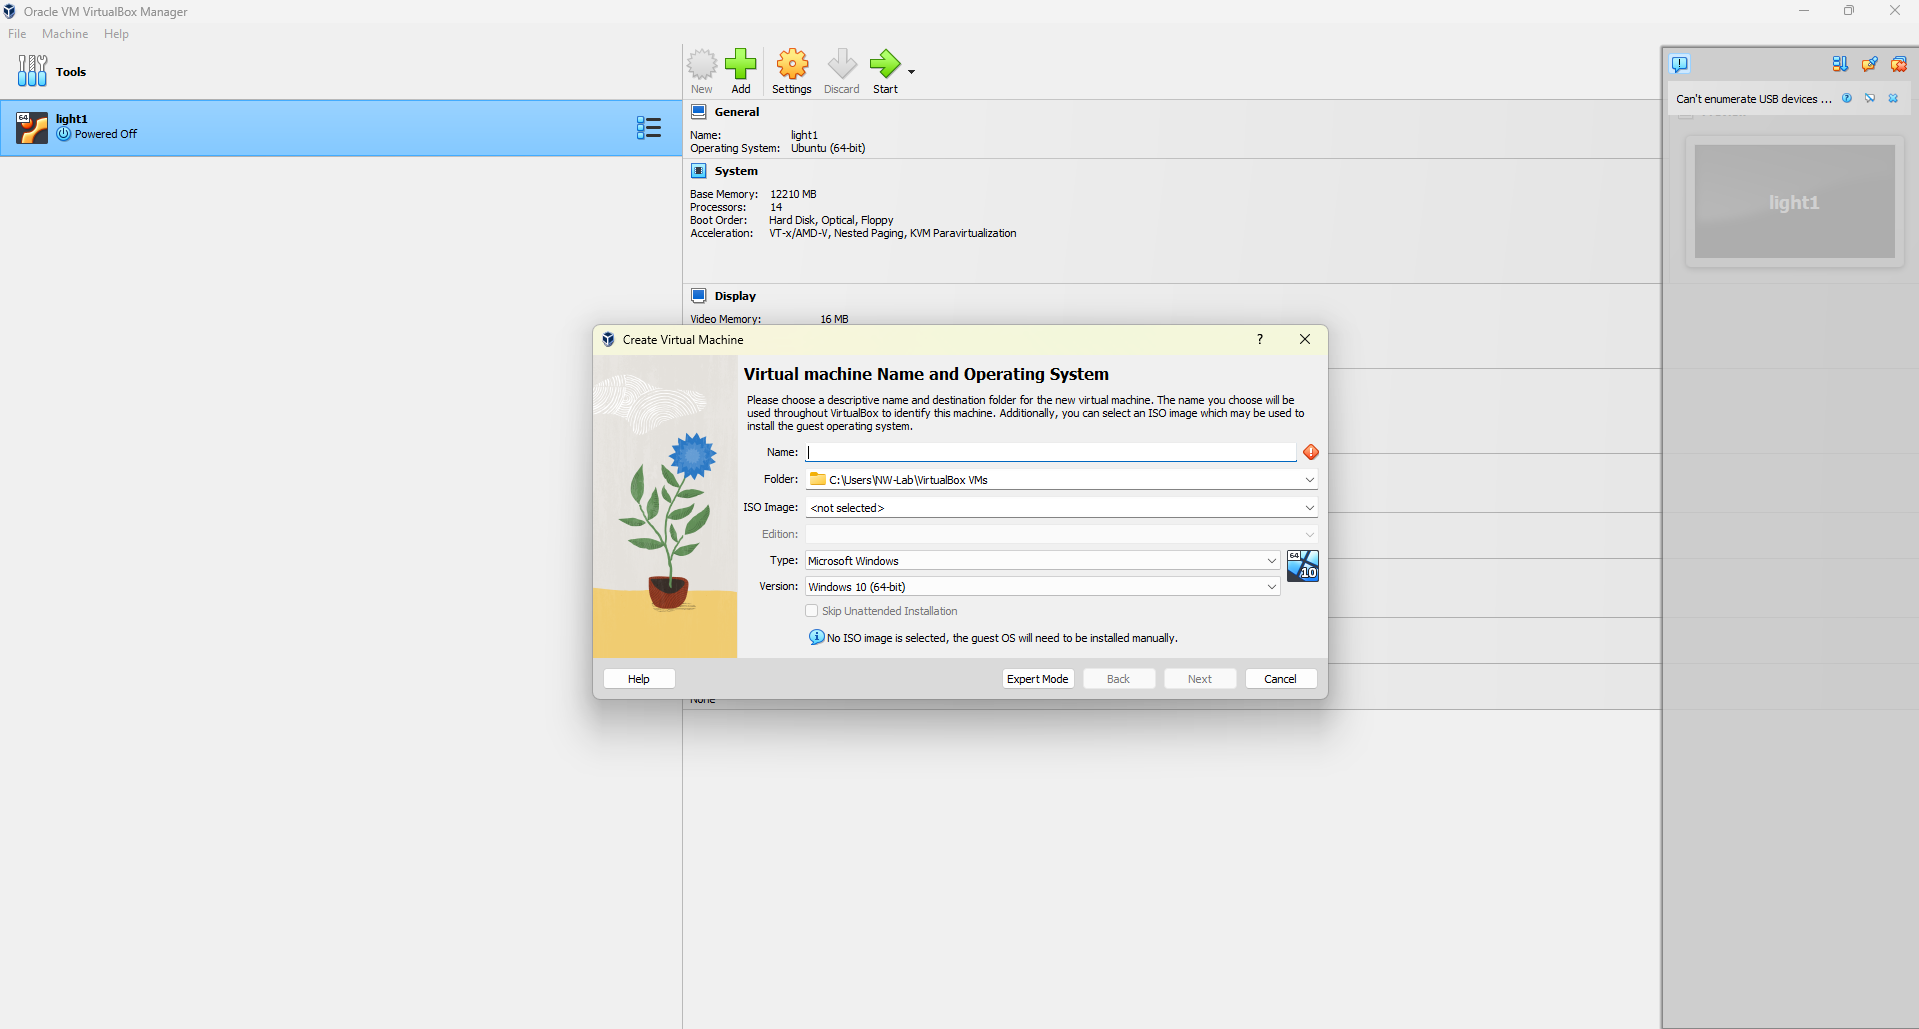 Oracle VM VirtualBox Manager
File Machine Help
Tools
64 light1
Powered Off
New Add Settings Discard Start
General
Name: light1
Operating System: Ubuntu (64-bit)
System
Base Memory: 12210 MB
Processors: 14
Boot Order: Hard Disk, Optical, Floppy
Acceleration: VT-x/AMD-V, Nested Paging, KVM Paravirtualization
Display
Video Memory: 16 MB
Can't enumerate USB devices ...
light1
Create Virtual Machine
Virtual machine Name and Operating System
Please choose a descriptive name and destination folder for the new virtual machine. The name you choose will be
used throughout VirtualBox to identify this machine. Additionally, you can select an ISO image which may be used to
install the guest operating system.
Name:
Folder: C:\Users\NW-Lab\VirtualBox VMs
ISO Image: <not selected>
Edition:
Type: Microsoft Windows
64 10
Version: Windows 10 (64-bit)
Skip Unattended Installation
No ISO image is selected, the guest OS will need to be installed manually.
Help Expert Mode Back Next Cancel
None